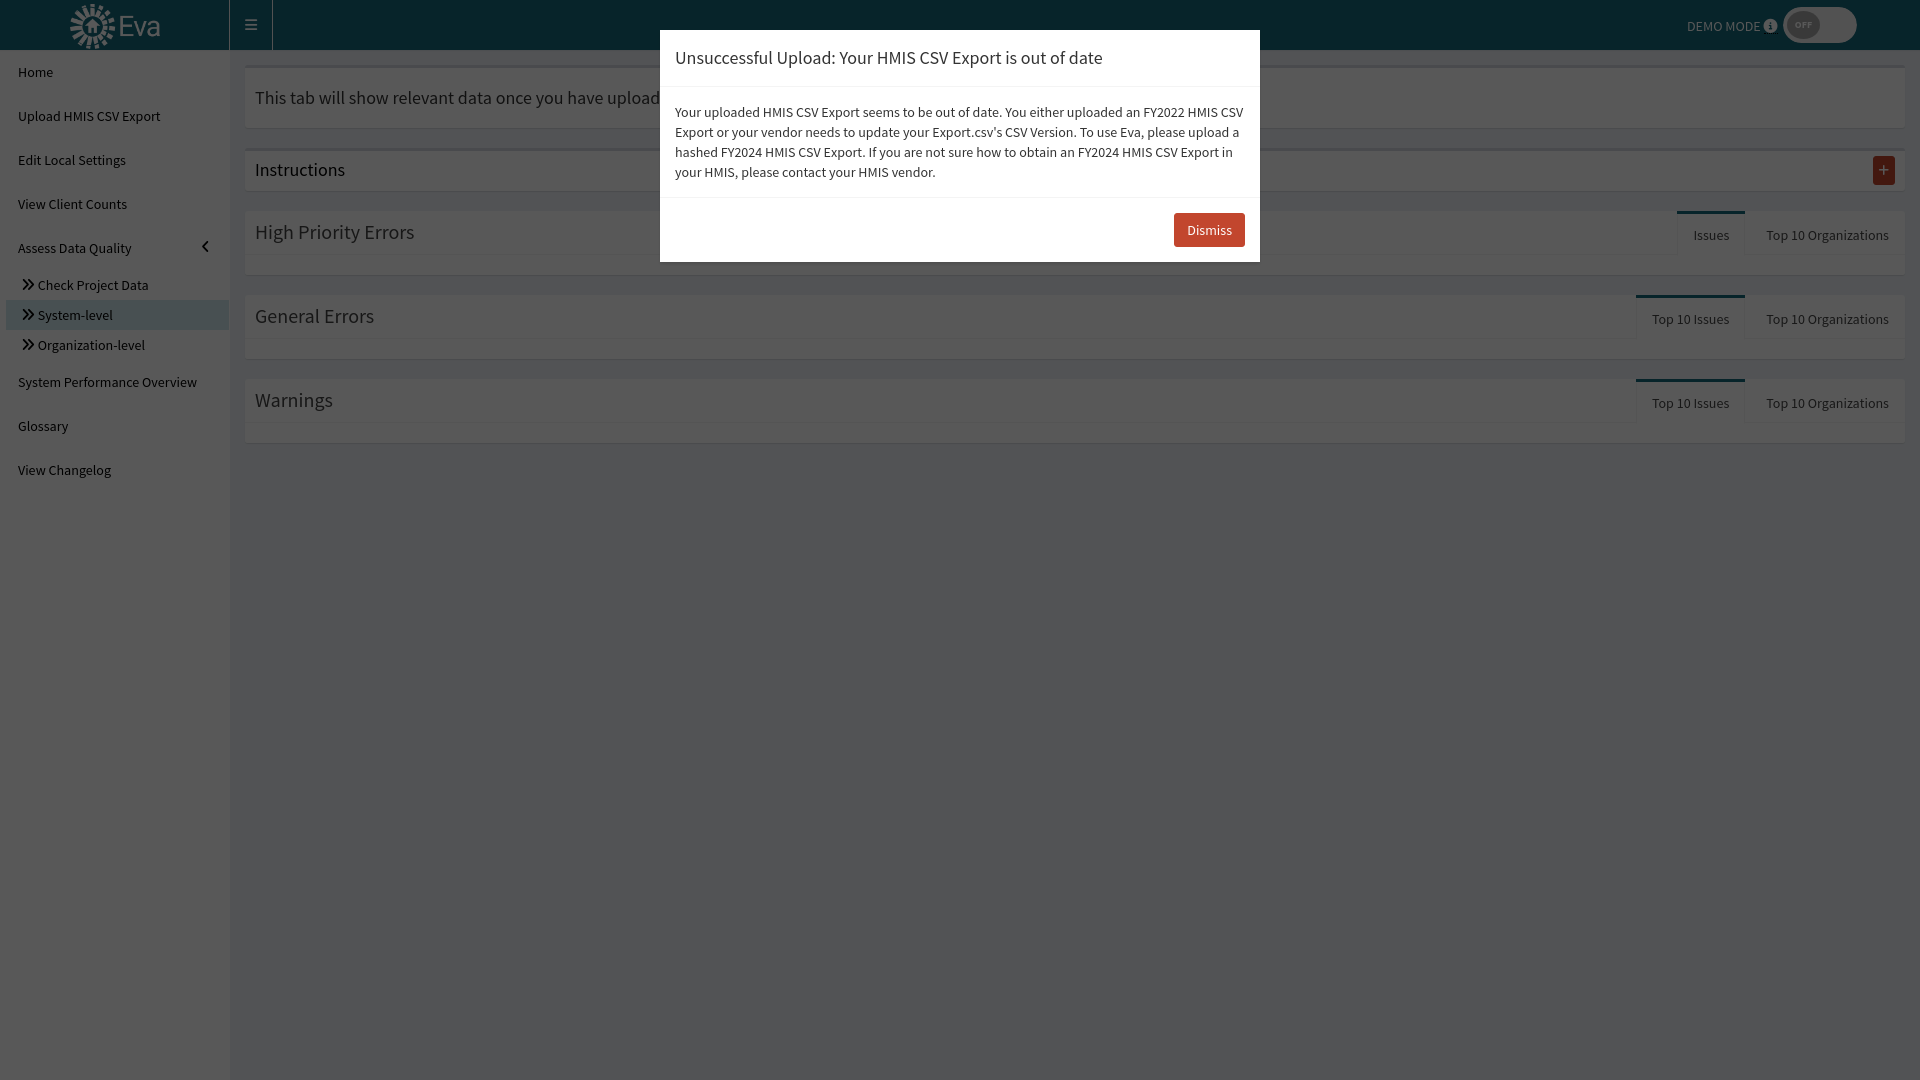 Eva
DEMO MODE
OFF
Home
Upload HMIS CSV Export
Edit Local Settings
View Client Counts
Assess Data Quality
Check Project Data
System-level
Organization-level
System Performance Overview
Glossary
View Changelog
Unsuccessful Upload: Your HMIS CSV Export is out of date
Your uploaded HMIS CSV Export seems to be out of date. You either uploaded an FY2022 HMIS CSV
Export or your vendor needs to update your Export.csv's CSV Version. To use Eva, please upload a
hashed FY2024 HMIS CSV Export. If you are not sure how to obtain an FY2024 HMIS CSV Export in
your HMIS, please contact your HMIS vendor.
Dismiss
This tab will show relevant data once you have upload
Instructions
+
High Priority Errors
Issues
Top 10 Organizations
General Errors
Top 10 Issues
Top 10 Organizations
Warnings
Top 10 Issues
Top 10 Organizations